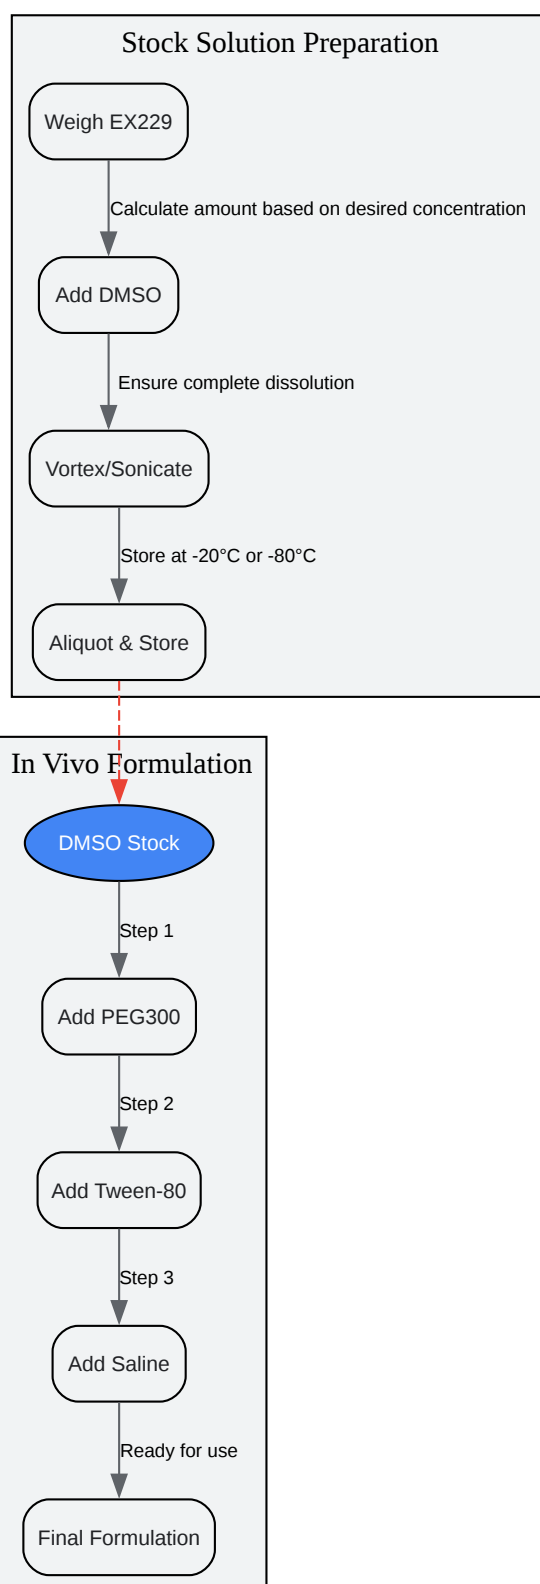 Stock Solution Preparation
Weigh EX229
Calculate amount based on desired concentration
Add DMSO
Ensure complete dissolution
Vortex/Sonicate
Store at -20°C or -80°C
Aliquot & Store
In Vivo Formulation
DMSO Stock
Step 1
Add PEG300
Step 2
Add Tween-80
Step 3
Add Saline
Ready for use
Final Formulation